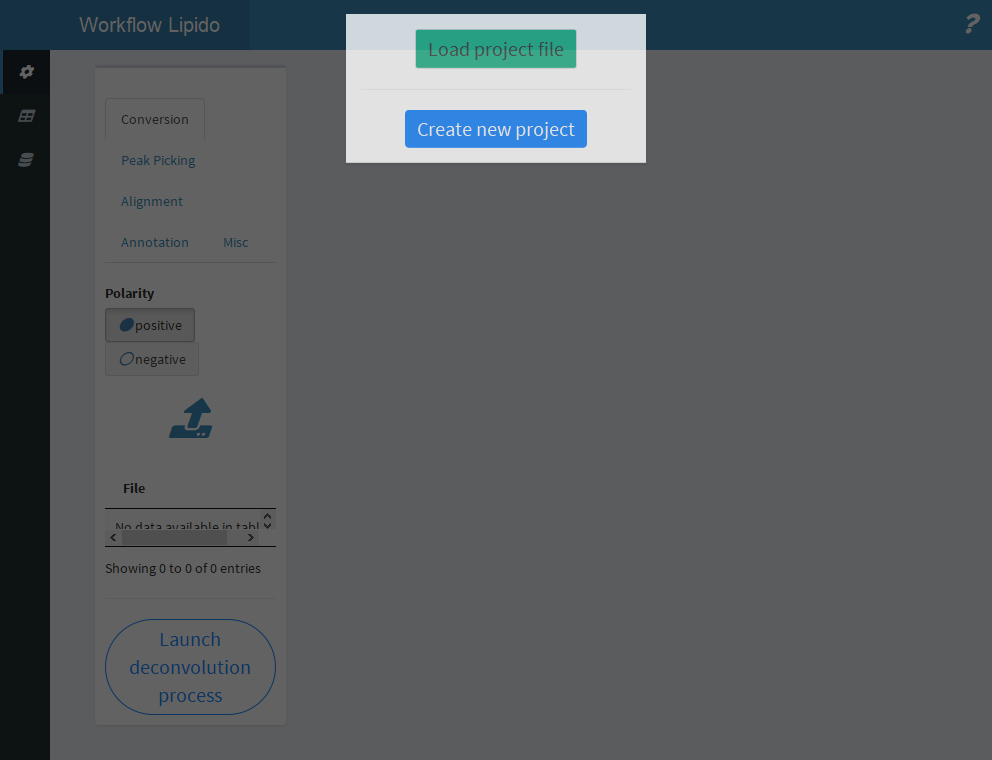 Workflow Lipido
?
Load project file
Create new project
Conversion
Peak Picking
Alignment
Annotation Misc
Polarity
positive
negative
File
No data available in tabl
Showing 0 to 0 of 0 entries
Launch
deconvolution
process